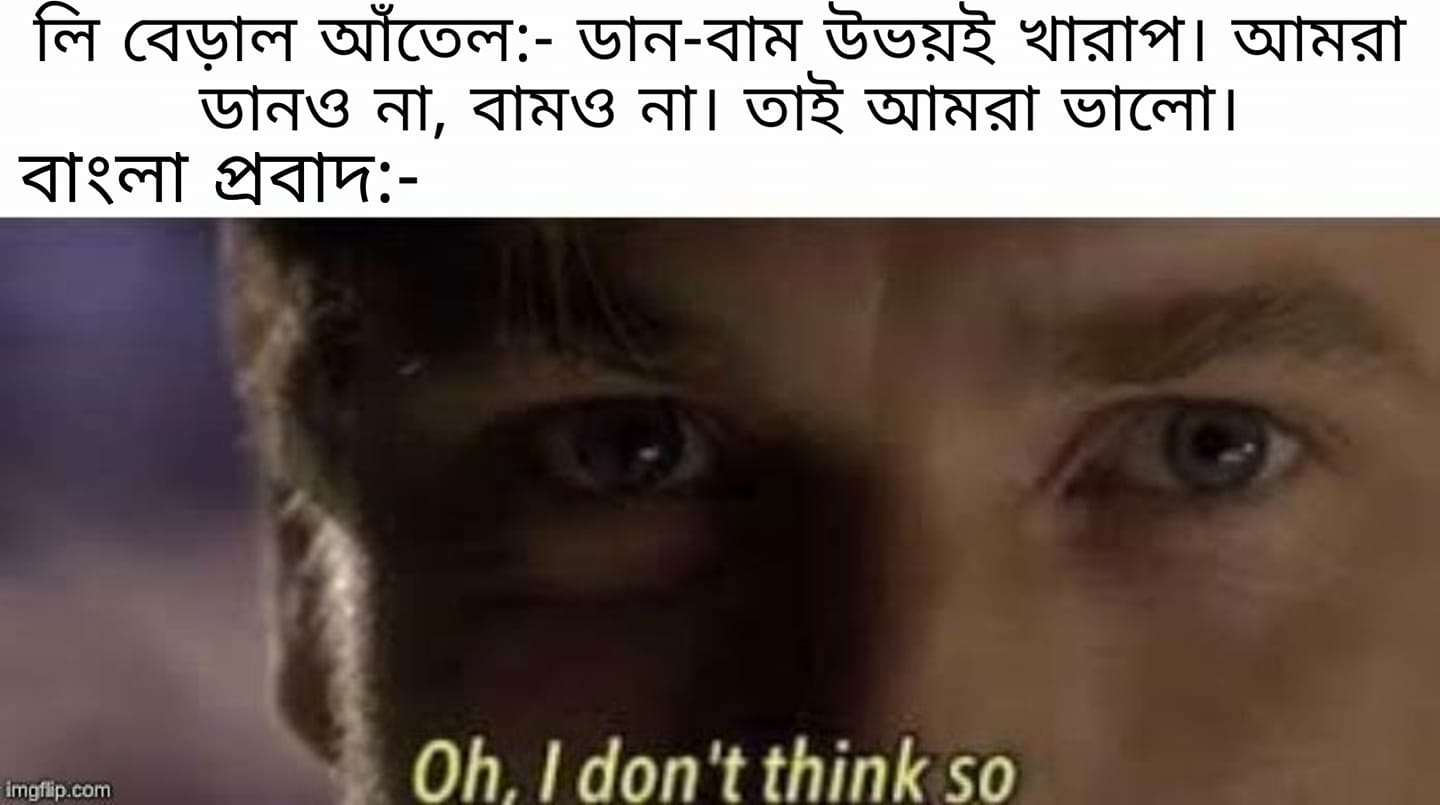 লি বেড়াল আঁতেল:- ডান-বাম উভয়ই খারাপ। আমরা
ডানও না, বামও না। তাই আমরা ভালো।
বাংলা প্রবাদ:-
Oh, I don't think so
imgflip.com